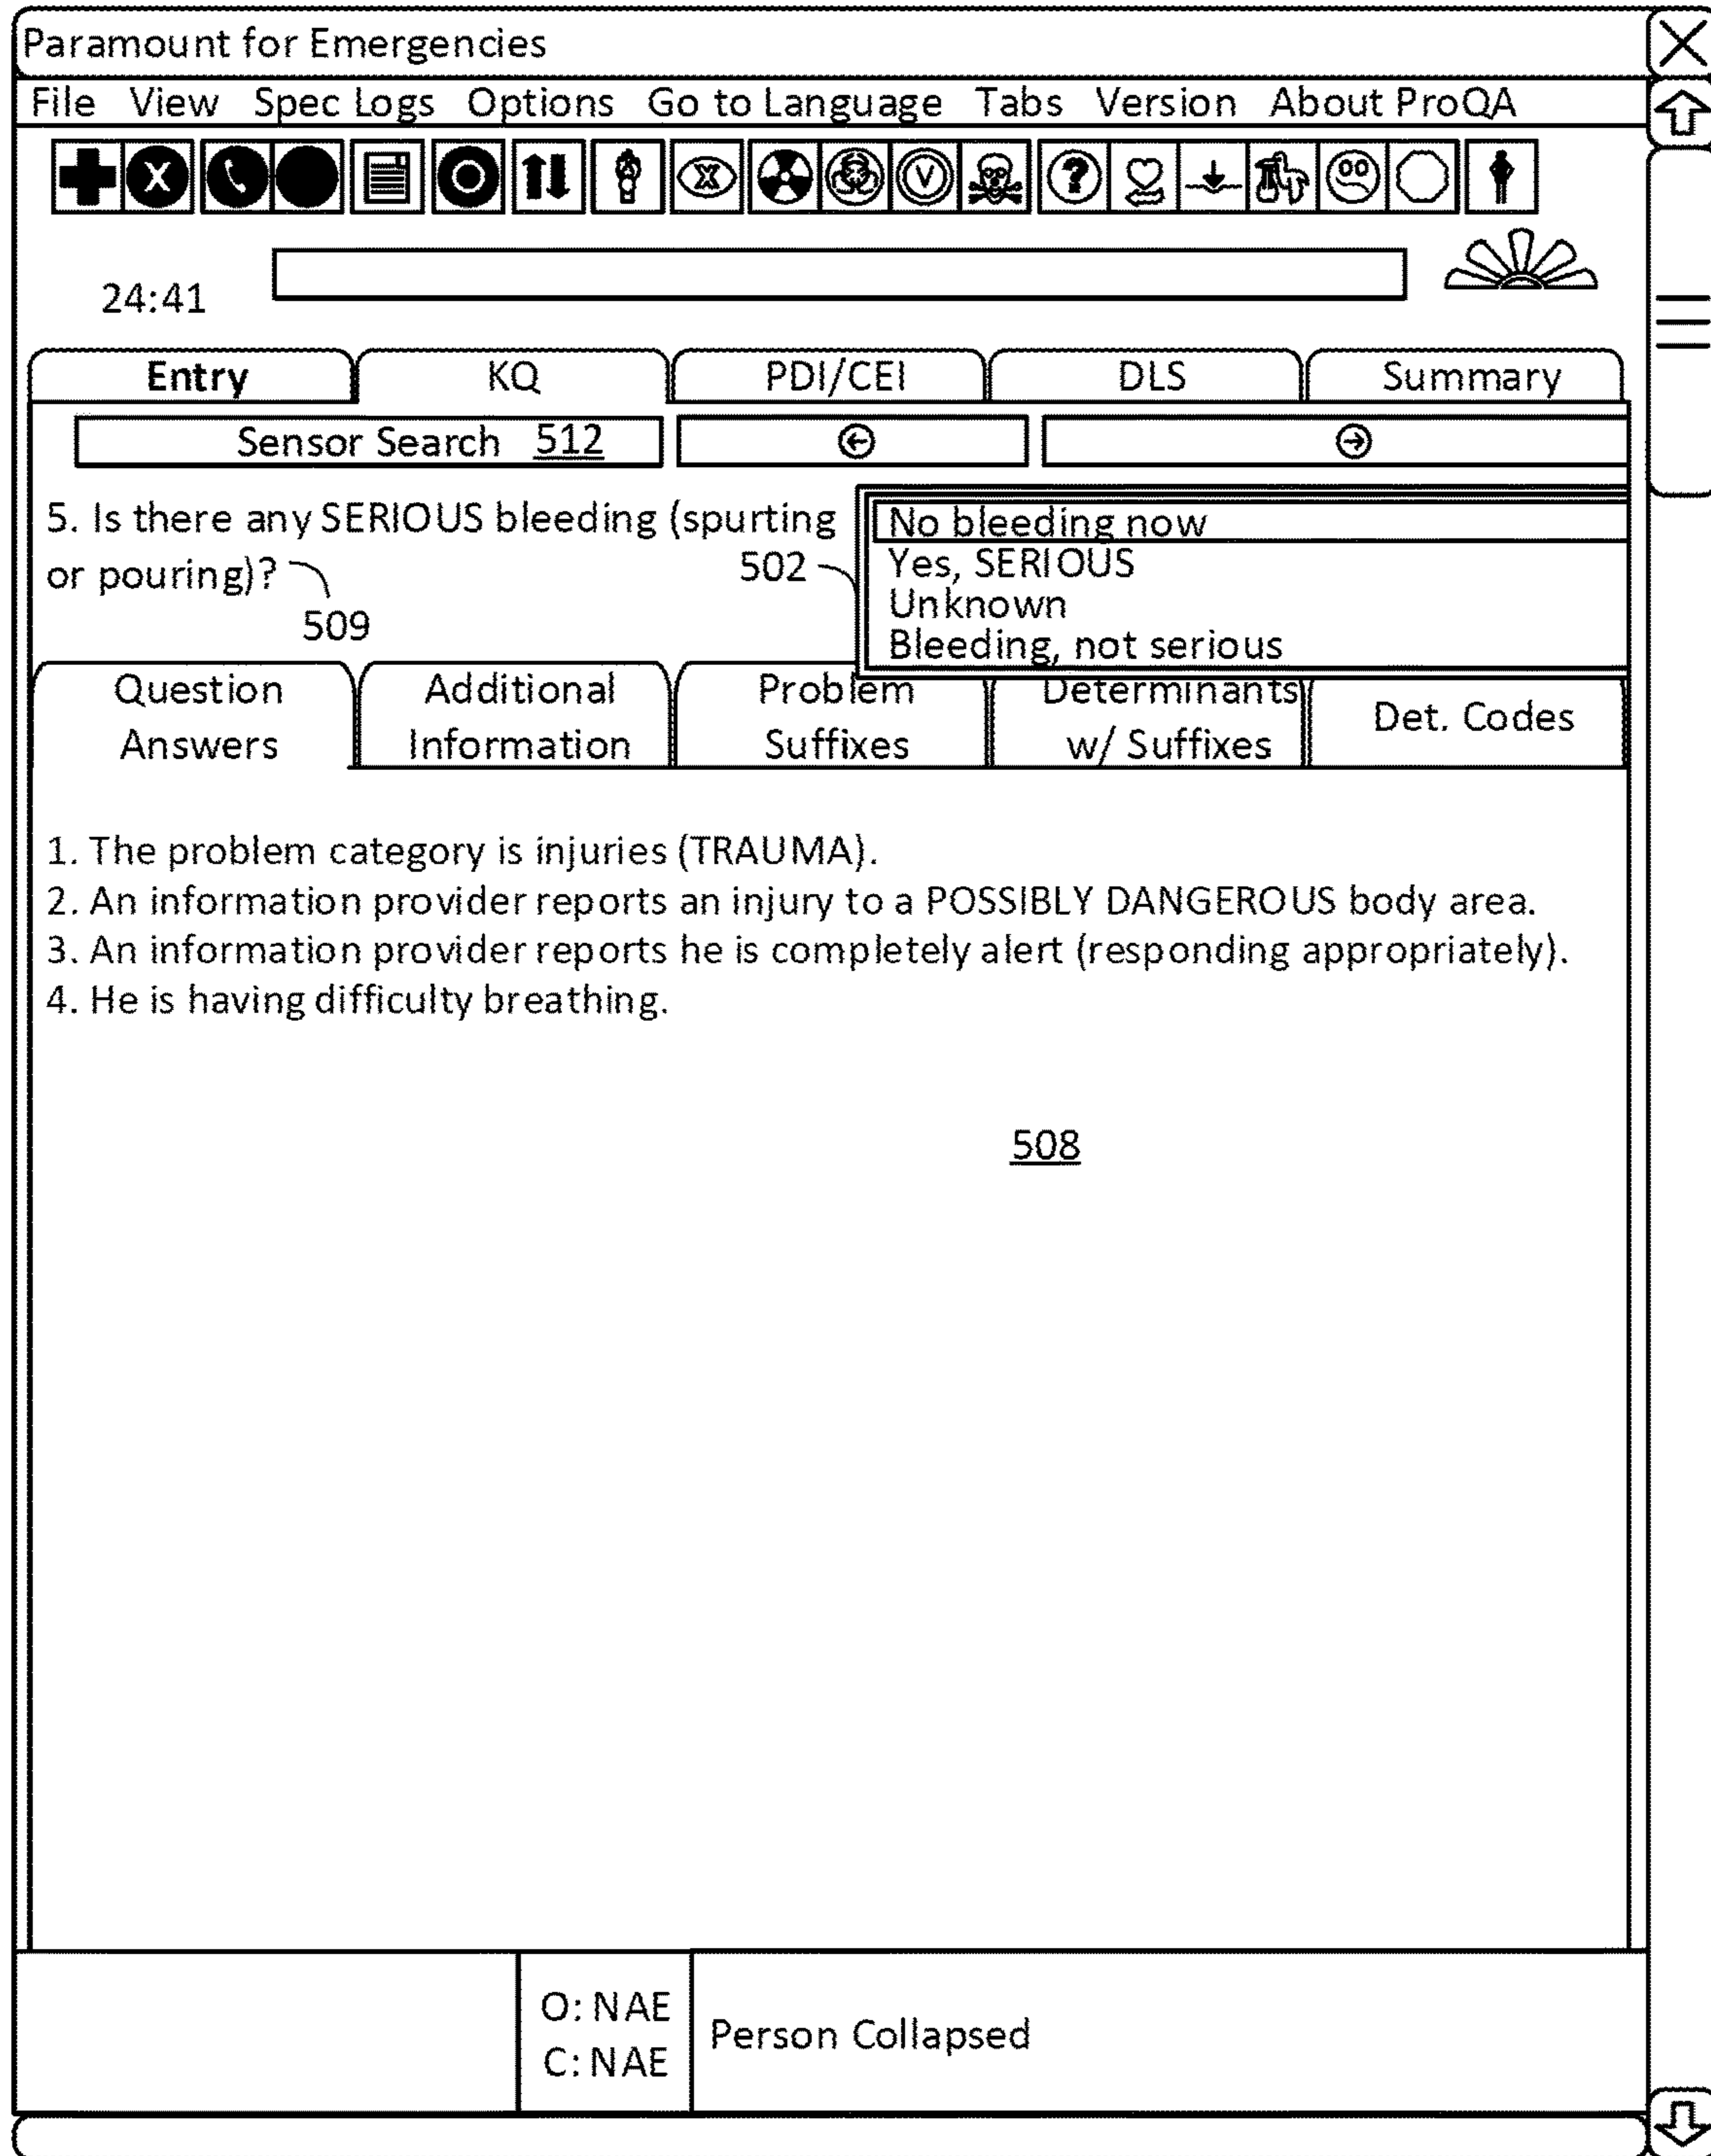 Paramount for Emergencies
File View Spec Logs Options Go to Language Tabs Version About ProQA
X V ?
24:41
Entry KQ PDI/CEI DLS Summary
Sensor Search 512
5. Is there any SERIOUS bleeding (spurting
or pouring)?
509
502
No bleeding now
Yes, SERIOUS
Unknown
Bleeding, not serious
Question
Answers
Additional
Information
Problem
Suffixes
Determinants
w/ Suffixes
Det. Codes
1. The problem category is injuries (TRAUMA).
2. An information provider reports an injury to a POSSIBLY DANGEROUS body area.
3. An information provider reports he is completely alert (responding appropriately).
4. He is having difficulty breathing.
508
O: NAE
C: NAE
Person Collapsed